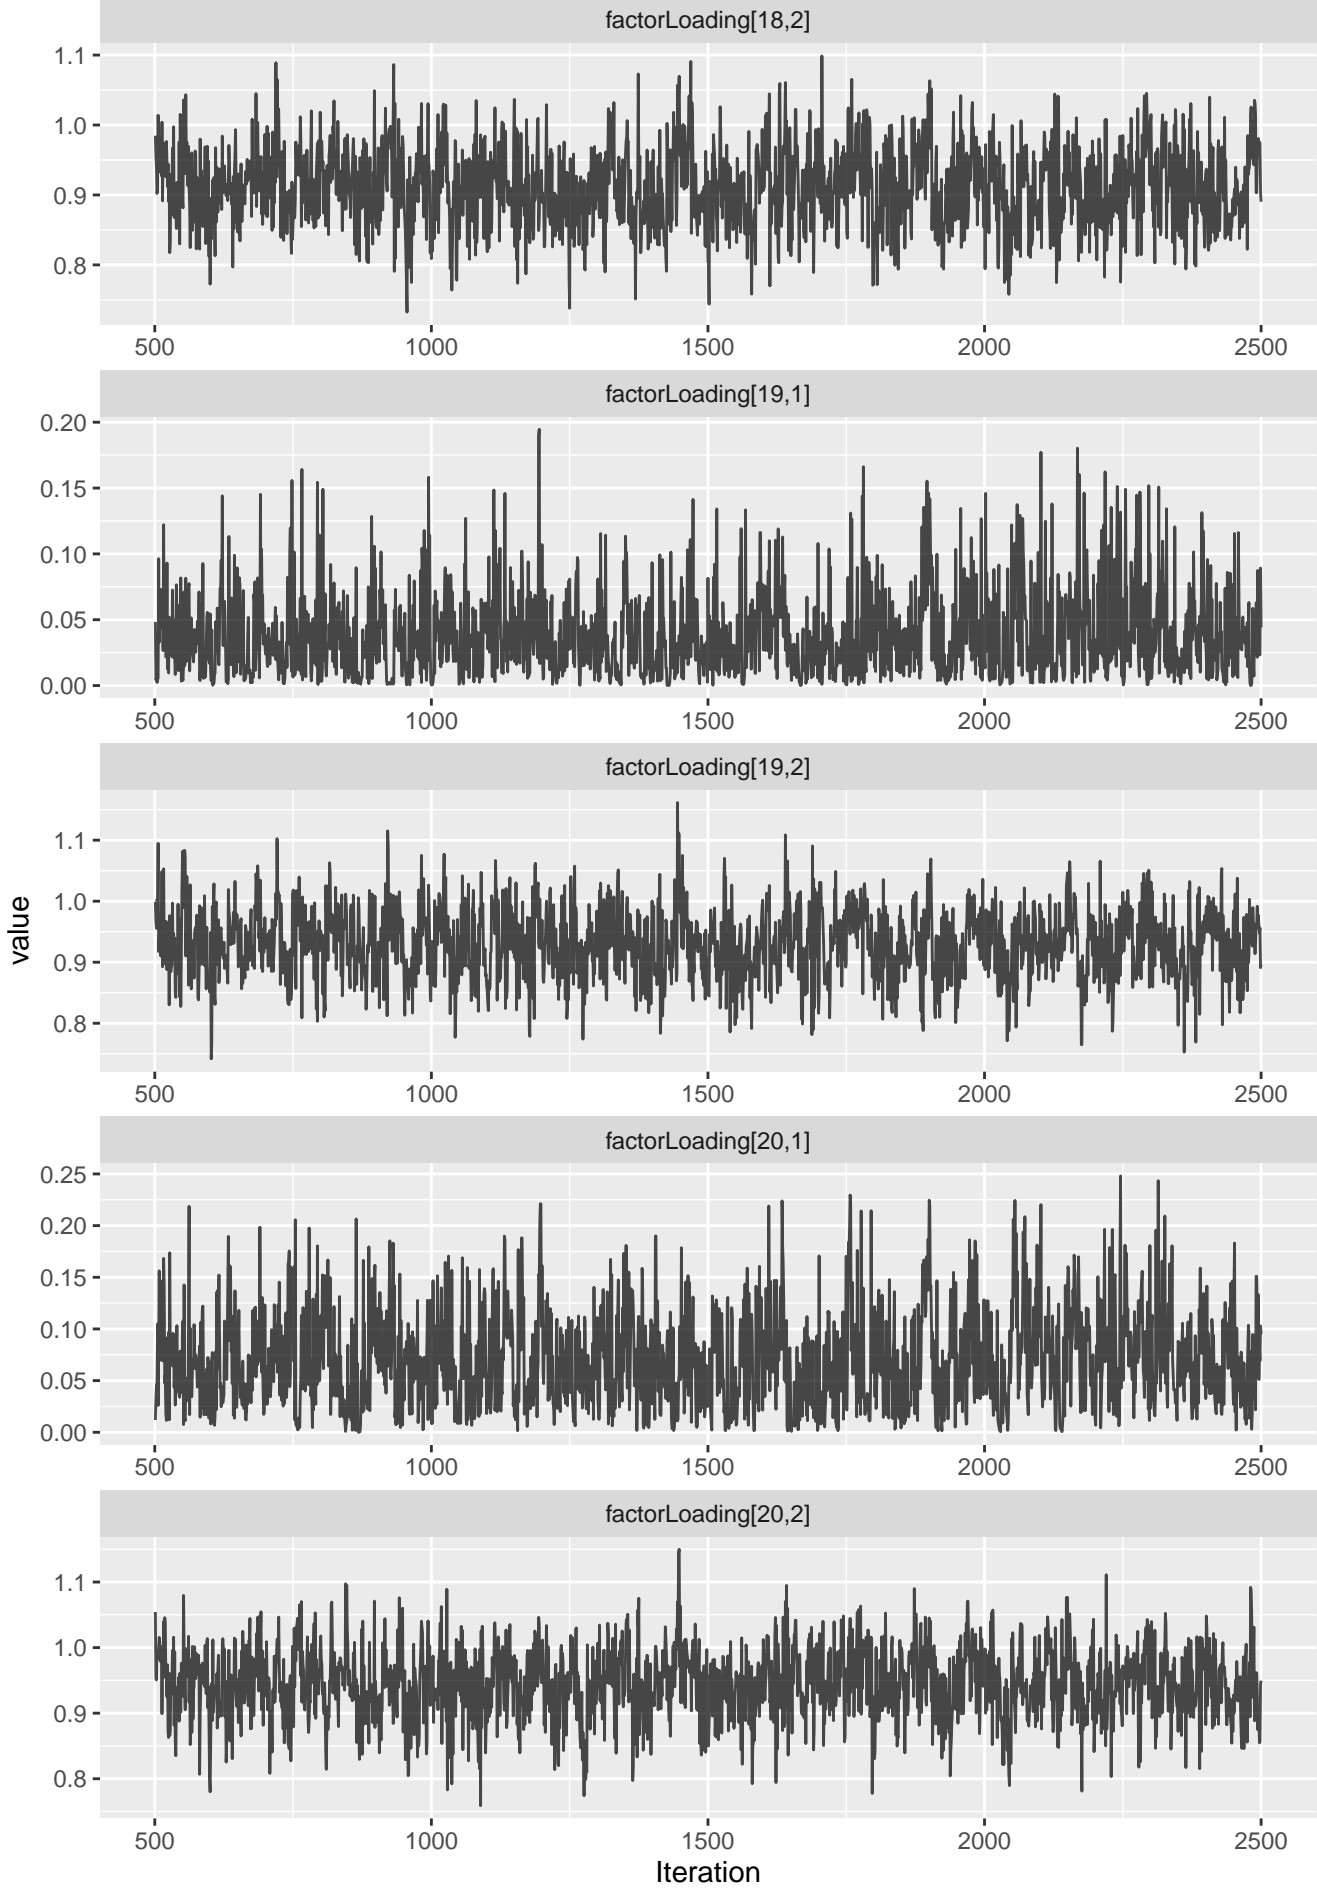 factorLoading[18,2]
1.1
1.0
0.9
0.8
500 1000 1500 2000 2500
factorLoading[19,1]
0.20
0.15
0.10
0.05
0.00
500 1000 1500 2000 2500
factorLoading[19,2]
1.1
1.0
0.9
0.8
value
500 1000 1500 2000 2500
factorLoading[20,1]
0.25
0.20
0.15
0.10
0.05
0.00
500 1000 1500 2000 2500
factorLoading[20,2]
1.1
1.0
0.9
0.8
500 1000 1500 2000 2500
Iteration